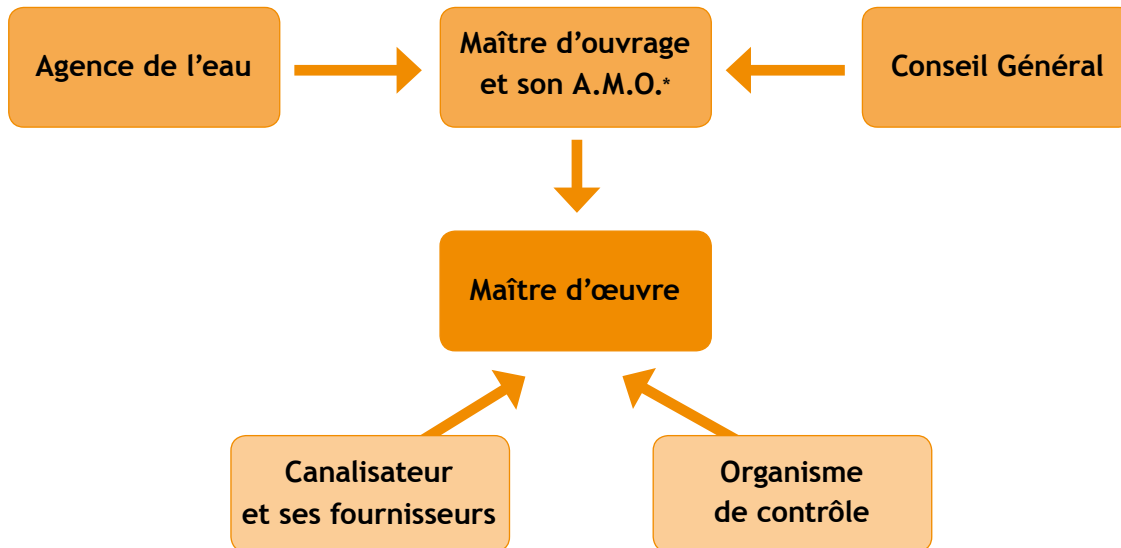 Agence de l’eau
Maître d’ouvrage
et son A.M.O.*
Conseil Général
Maître d’œuvre
Canalisateur
et ses fournisseurs
Organisme
de contrôle